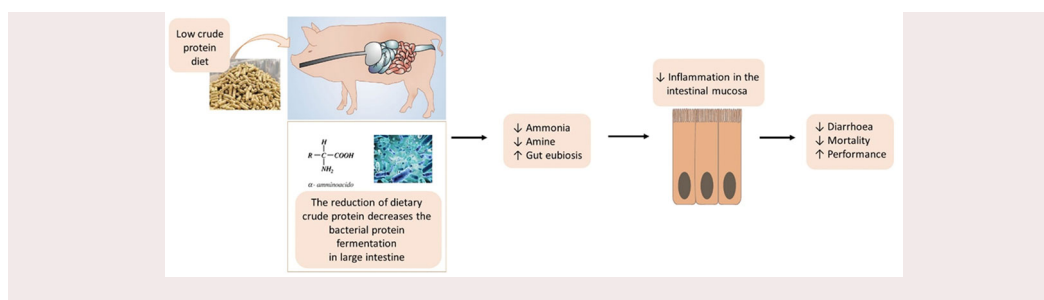 Low crude
protein
diet
H
R–C–COOH
NH₂
α- amminoacido
The reduction of dietary
crude protein decreases the
bacterial protein
fermentation
in large intestine
↓ Ammonia
↓ Amine
↑ Gut eubiosis
↓ Inflammation in the
intestinal mucosa
↓ Diarrhoea
↓ Mortality
↑ Performance